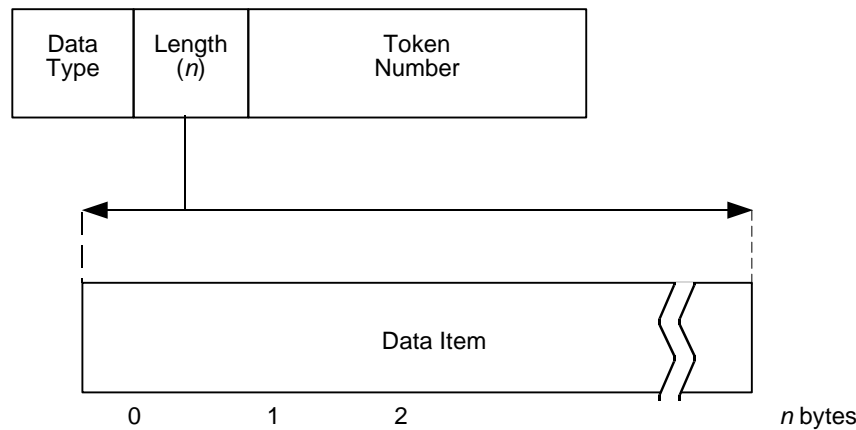 Data Type
Length (n)
Token Number
Data Item
0 1 2 n bytes